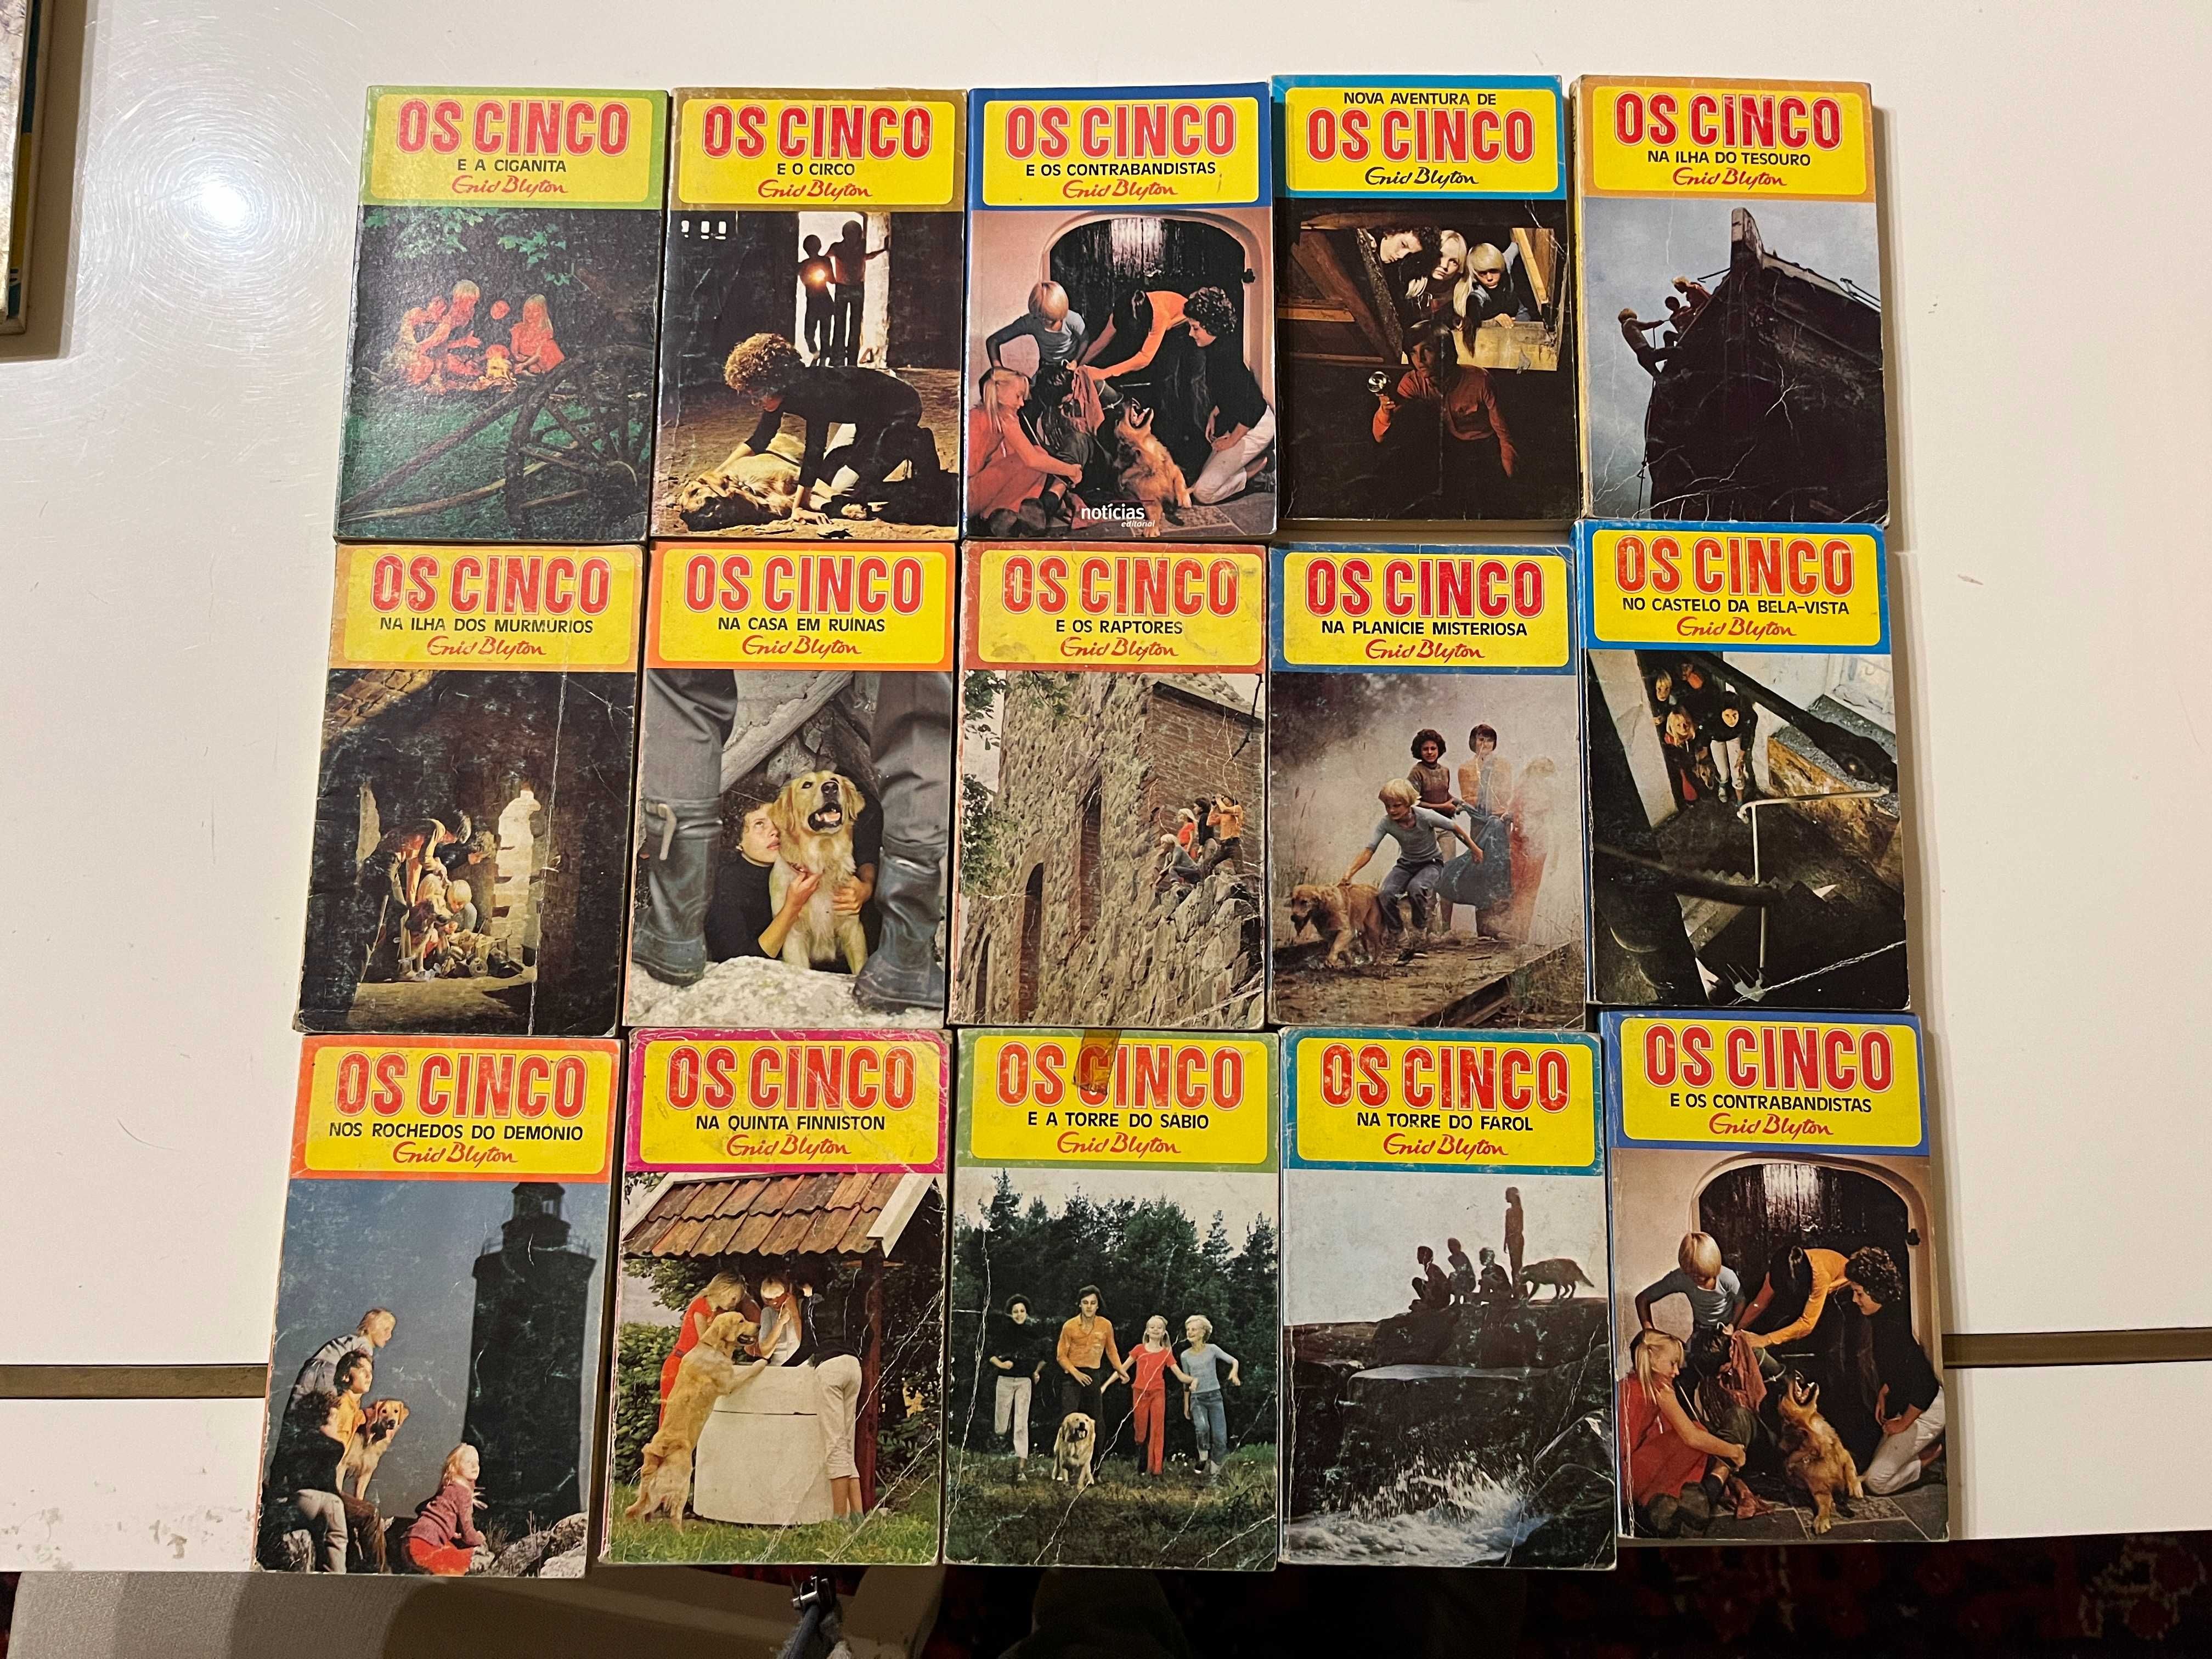 OS CINCO
E A CIGANITA
Enid Blyton
OS CINCO
E O CIRCO
Enid Blyton
OS CINCO
E OS CONTRABANDISTAS
Enid Blyton
notícias
editorial
NOVA AVENTURA DE
OS CINCO
Enid Blyton
OS CINCO
NA ILHA DO TESOURO
Enid Blyton
OS CINCO
NA ILHA DOS MURMÚRIOS
Enid Blyton
OS CINCO
NA CASA EM RUÍNAS
Enid Blyton
OS CINCO
E OS RAPTORES
Enid Blyton
OS CINCO
NA PLANÍCIE MISTERIOSA
Enid Blyton
OS CINCO
NO CASTELO DA BELA-VISTA
Enid Blyton
OS CINCO
NOS ROCHEDOS DO DEMÓNIO
Enid Blyton
OS CINCO
NA QUINTA FINNISTON
Enid Blyton
OS CINCO
E A TORRE DO SÁBIO
Enid Blyton
OS CINCO
NA TORRE DO FAROL
Enid Blyton
OS CINCO
E OS CONTRABANDISTAS
Enid Blyton